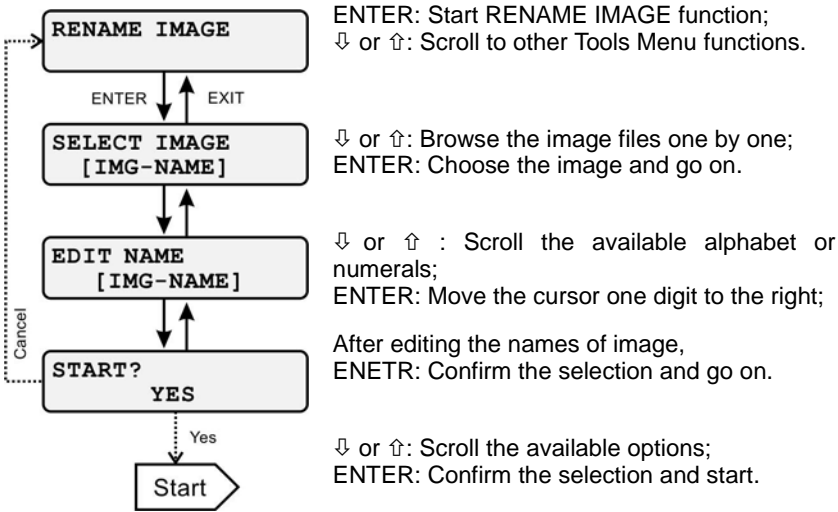 RENAME IMAGE
ENTER: Start RENAME IMAGE function;
⇩ or ⇧: Scroll to other Tools Menu functions.
ENTER
EXIT
SELECT IMAGE
[IMG-NAME]
⇩ or ⇧: Browse the image files one by one;
ENTER: Choose the image and go on.
EDIT NAME
[IMG-NAME]
⇩ or ⇧ : Scroll the available alphabet or
numerals;
ENTER: Move the cursor one digit to the right;
Cancel
START?
YES
After editing the names of image,
ENETR: Confirm the selection and go on.
Yes
Start
⇩ or ⇧: Scroll the available options;
ENTER: Confirm the selection and start.